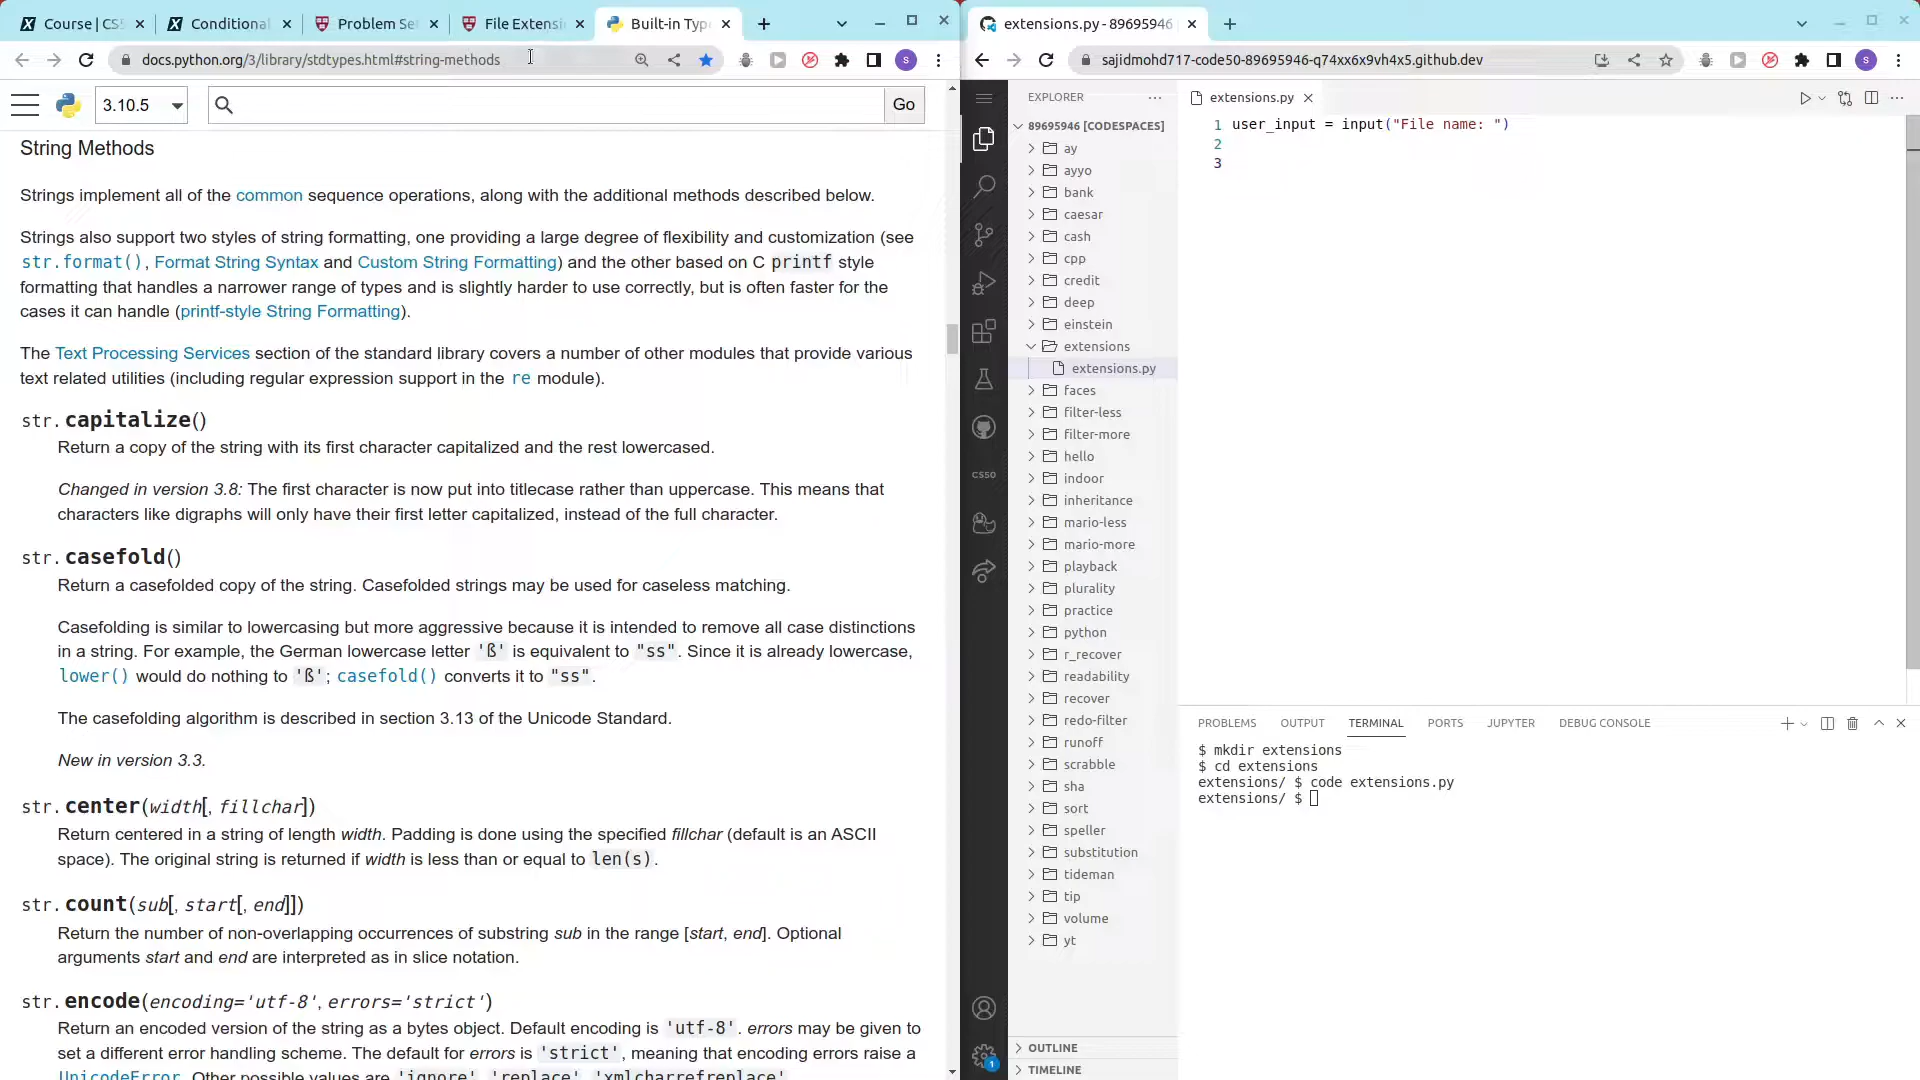 Course | CS5
Conditional
Problem Se
File Extensi
Built-in Typ
docs.python.org/3/library/stdtypes.html#string-methods
S
3.10.5
Go
String Methods
Strings implement all of the common sequence operations, along with the additional methods described below.
Strings also support two styles of string formatting, one providing a large degree of flexibility and customization (see
str.format(), Format String Syntax and Custom String Formatting) and the other based on C printf style
formatting that handles a narrower range of types and is slightly harder to use correctly, but is often faster for the
cases it can handle (printf-style String Formatting).
The Text Processing Services section of the standard library covers a number of other modules that provide various
text related utilities (including regular expression support in the re module).
str.capitalize()
Return a copy of the string with its first character capitalized and the rest lowercased.
Changed in version 3.8: The first character is now put into titlecase rather than uppercase. This means that
characters like digraphs will only have their first letter capitalized, instead of the full character.
str.casefold()
Return a casefolded copy of the string. Casefolded strings may be used for caseless matching.
Casefolding is similar to lowercasing but more aggressive because it is intended to remove all case distinctions
in a string. For example, the German lowercase letter 'ß' is equivalent to "ss". Since it is already lowercase,
lower() would do nothing to 'ß'; casefold() converts it to "ss".
The casefolding algorithm is described in section 3.13 of the Unicode Standard.
New in version 3.3.
str.center(width[, fillchar])
Return centered in a string of length width. Padding is done using the specified fillchar (default is an ASCII
space). The original string is returned if width is less than or equal to len(s).
str.count(sub[, start[, end]])
Return the number of non-overlapping occurrences of substring sub in the range [start, end]. Optional
arguments start and end are interpreted as in slice notation.
str.encode(encoding='utf-8', errors='strict')
Return an encoded version of the string as a bytes object. Default encoding is 'utf-8'. errors may be given to
set a different error handling scheme. The default for errors is 'strict', meaning that encoding errors raise a
UnicodeError. Other possible values are 'ignore', 'replace', 'xmlcharrefreplace',
extensions.py - 89695946
sajidmohd717-code50-89695946-q74xx6x9vh4x5.github.dev
S
EXPLORER
89695946 [CODESPACES]
ay
ayyo
bank
caesar
cash
cpp
credit
deep
einstein
extensions
extensions.py
faces
filter-less
filter-more
hello
indoor
inheritance
mario-less
mario-more
playback
plurality
practice
python
r_recover
readability
recover
redo-filter
runoff
scrabble
sha
sort
speller
substitution
tideman
tip
volume
yt
OUTLINE
TIMELINE
CS50
1
extensions.py
1 user_input = input("File name: ")
2
3
PROBLEMS OUTPUT TERMINAL PORTS JUPYTER DEBUG CONSOLE
$ mkdir extensions
$ cd extensions
extensions/ $ code extensions.py
extensions/ $